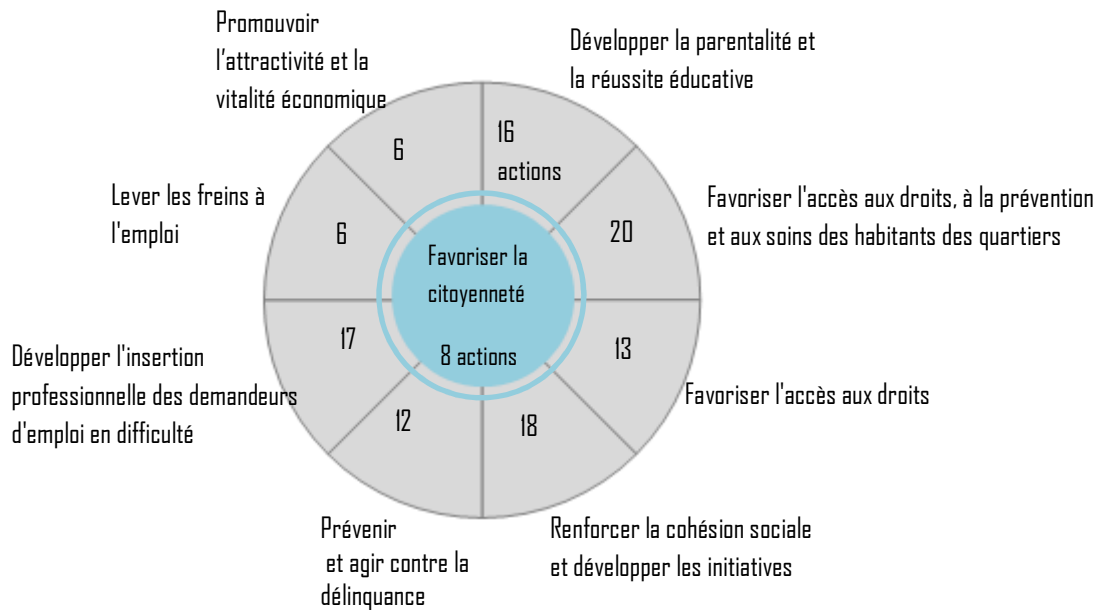 Promouvoir
l'attractivité et la
vitalité économique
Développer la parentalité et
la réussite éducative
6
16
actions
Lever les freins à
l'emploi
6
20
Favoriser l'accès aux droits, à la prévention
et aux soins des habitants des quartiers
Favoriser la
citoyenneté
8 actions
Développer l'insertion
professionnelle des demandeurs
d'emploi en difficulté
17
13
Favoriser l'accès aux droits
12
18
Prévenir
et agir contre la
délinquance
Renforcer la cohésion sociale
et développer les initiatives